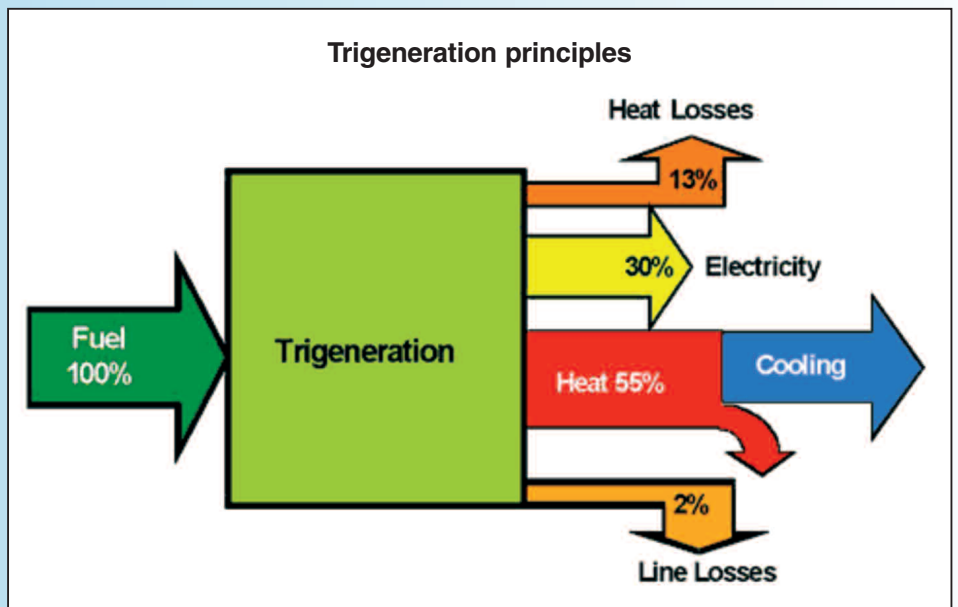 Trigeneration principles
Heat Losses
13%
30%
Electricity
Fuel
100%
Trigeneration
Heat 55%
Cooling
2%
Line Losses